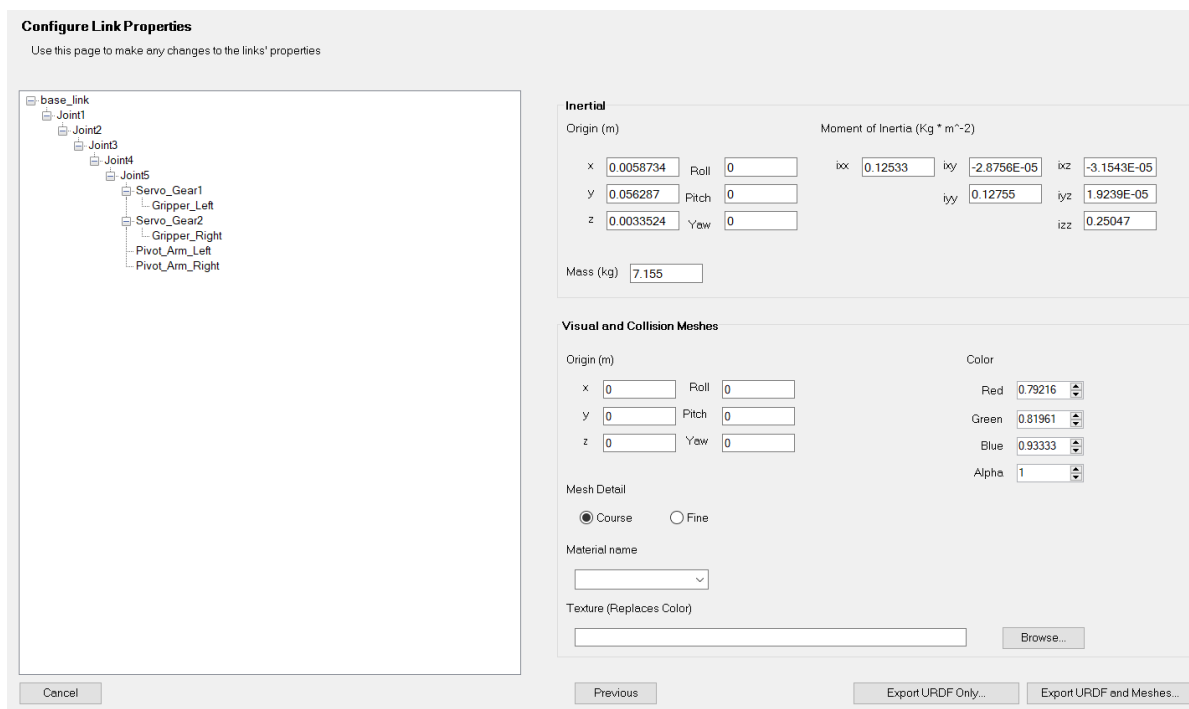 Configure Link Properties
Use this page to make any changes to the links' properties
base_link
Joint1
Joint2
Joint3
Joint4
Joint5
Servo_Gear1
Gripper_Left
Servo_Gear2
Gripper_Right
Pivot_Arm_Left
Pivot_Arm_Right
Inertial
Origin (m) Moment of Inertia (Kg * m^-2)
x 0.0058734 Roll 0 ixx 0.12533 ixy -2.8756E-05 ixz -3.1543E-05
y 0.056287 Pitch 0 iyy 0.12755 iyz 1.9239E-05
z 0.0033524 Yaw 0 izz 0.25047
Mass (kg) 7.155
Visual and Collision Meshes
Origin (m) Color
x 0 Roll 0 Red 0.79216
y 0 Pitch 0 Green 0.81961
z 0 Yaw 0 Blue 0.93333
Alpha 1
Mesh Detail
Course Fine
Material name
Texture (Replaces Color)
Browse...
Cancel Previous Export URDF Only... Export URDF and Meshes...